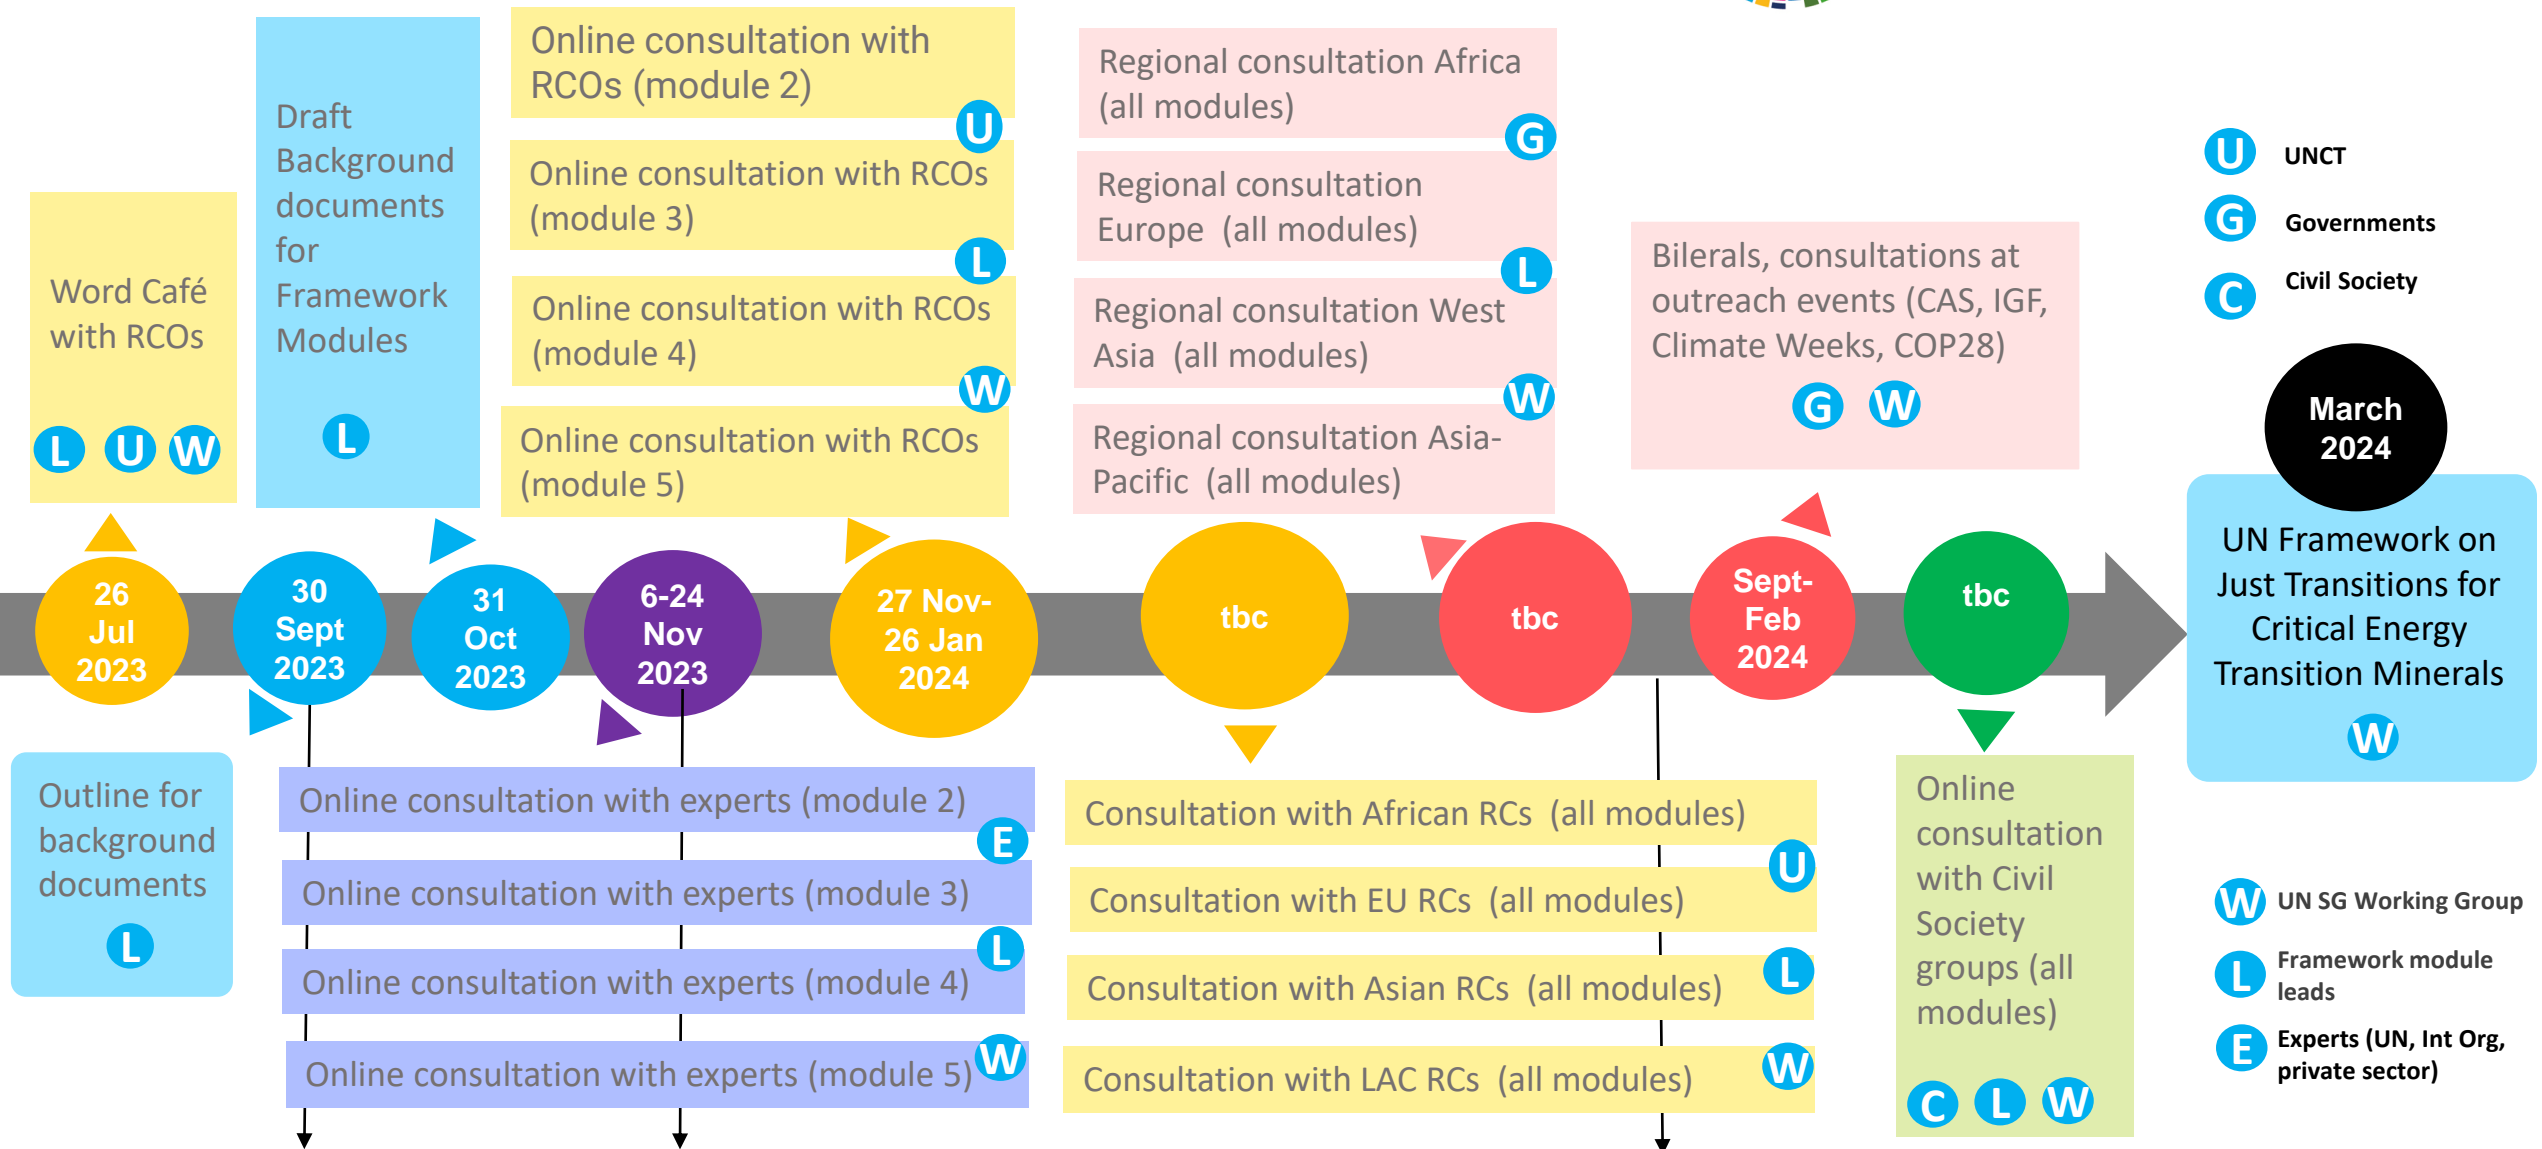 Word Café
with RCOs
L U W
Draft
Background
documents
for
Framework
Modules
L
Online consultation with
RCOs (module 2)
U
Online consultation with RCOs
(module 3)
L
Online consultation with RCOs
(module 4)
W
Online consultation with RCOs
(module 5)
Regional consultation Africa
(all modules)
G
Regional consultation
Europe (all modules)
L
Regional consultation West
Asia (all modules)
W
Regional consultation Asia-
Pacific (all modules)
Bilerals, consultations at
outreach events (CAS, IGF,
Climate Weeks, COP28)
G W
U UNCT
G Governments
C Civil Society
March
2024
26
Jul
2023
30
Sept
2023
31
Oct
2023
6-24
Nov
2023
27 Nov-
26 Jan
2024
tbc
tbc
Sept-
Feb
2024
tbc
UN Framework on
Just Transitions for
Critical Energy
Transition Minerals
W
Outline for
background
documents
L
Online consultation with experts (module 2)
E
Online consultation with experts (module 3)
L
Online consultation with experts (module 4)
W
Online consultation with experts (module 5)
Consultation with African RCs (all modules)
U
Consultation with EU RCs (all modules)
L
Consultation with Asian RCs (all modules)
W
Consultation with LAC RCs (all modules)
Online
consultation
with Civil
Society
groups (all
modules)
C L W
W UN SG Working Group
L Framework module
leads
E Experts (UN, Int Org,
private sector)